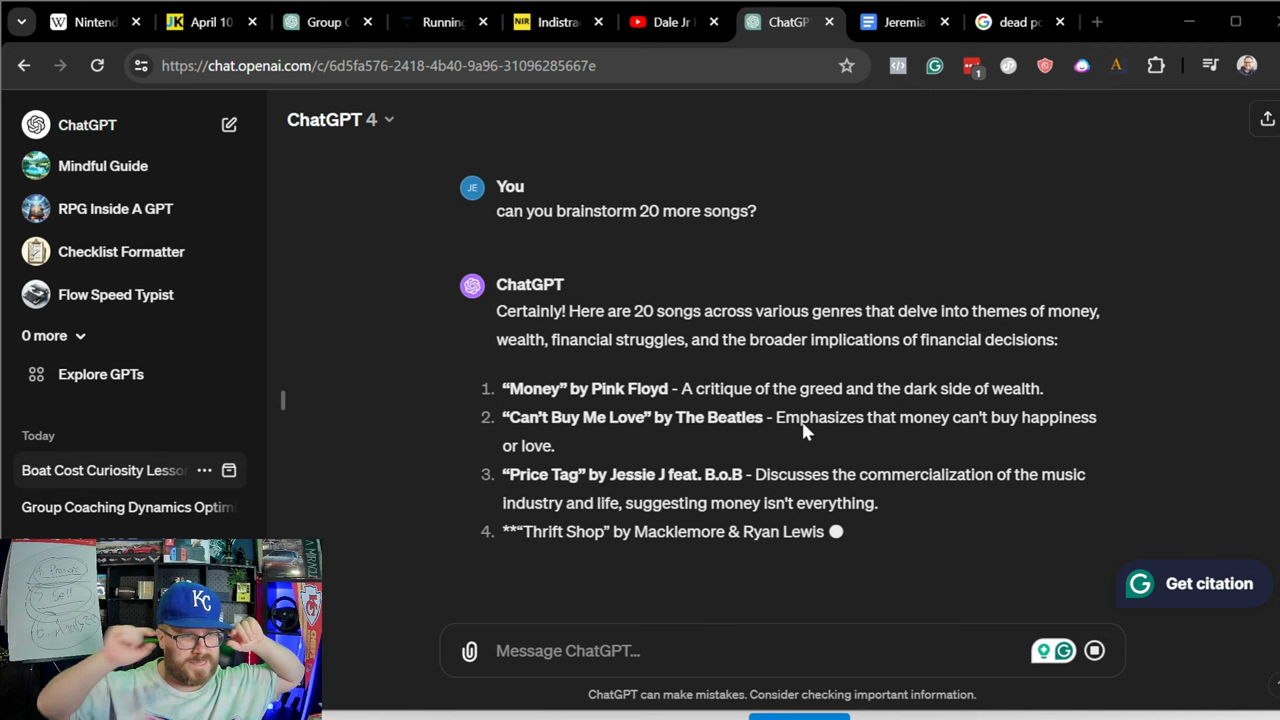 Nintend
April 10
Group C
Running
Indistra
Dale Jr
ChatGP
Jeremia
dead po
https://chat.openai.com/c/6d5fa576-2418-4b40-9a96-31096285667e
1
ChatGPT
Mindful Guide
RPG Inside A GPT
Checklist Formatter
Flow Speed Typist
0 more
Explore GPTs
Today
Boat Cost Curiosity Lesso
Group Coaching Dynamics Optim
ChatGPT 4
JE
You
can you brainstorm 20 more songs?
ChatGPT
Certainly! Here are 20 songs across various genres that delve into themes of money,
wealth, financial struggles, and the broader implications of financial decisions:
1. “Money” by Pink Floyd - A critique of the greed and the dark side of wealth.
2. “Can’t Buy Me Love” by The Beatles - Emphasizes that money can't buy happiness
or love.
3. “Price Tag” by Jessie J feat. B.o.B - Discusses the commercialization of the music
industry and life, suggesting money isn't everything.
4. **“Thrift Shop” by Macklemore & Ryan Lewis
Get citation
Message ChatGPT...
ChatGPT can make mistakes. Consider checking important information.
KC